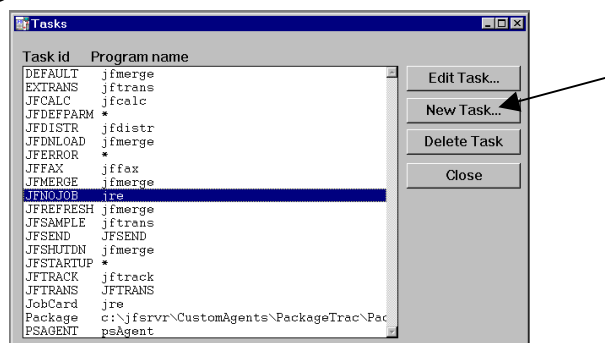 Tasks
Task id Program name
DEFAULT jfmerge
EXTRANS jftrans
JFCALC jfcalc
JFDEFPARM *
JFDISTR jfdistr
JFDNLOAD jfmerge
JFERROR *
JFFAX jffax
JFMERGE jfmerge
JFNOJOB jre
JFREFRESH jfmerge
JFSAMPLE jftrans
JFSEND JFSEND
JFSHUTDN jfmerge
JFSTARTUP *
JFTRACK jftrack
JFTRANS JFTRANS
JobCard jre
Package c:\jfsrvr\CustomAgents\PackageTrac\Pac
PSAGENT psAgent
Edit Task...
New Task...
Delete Task
Close